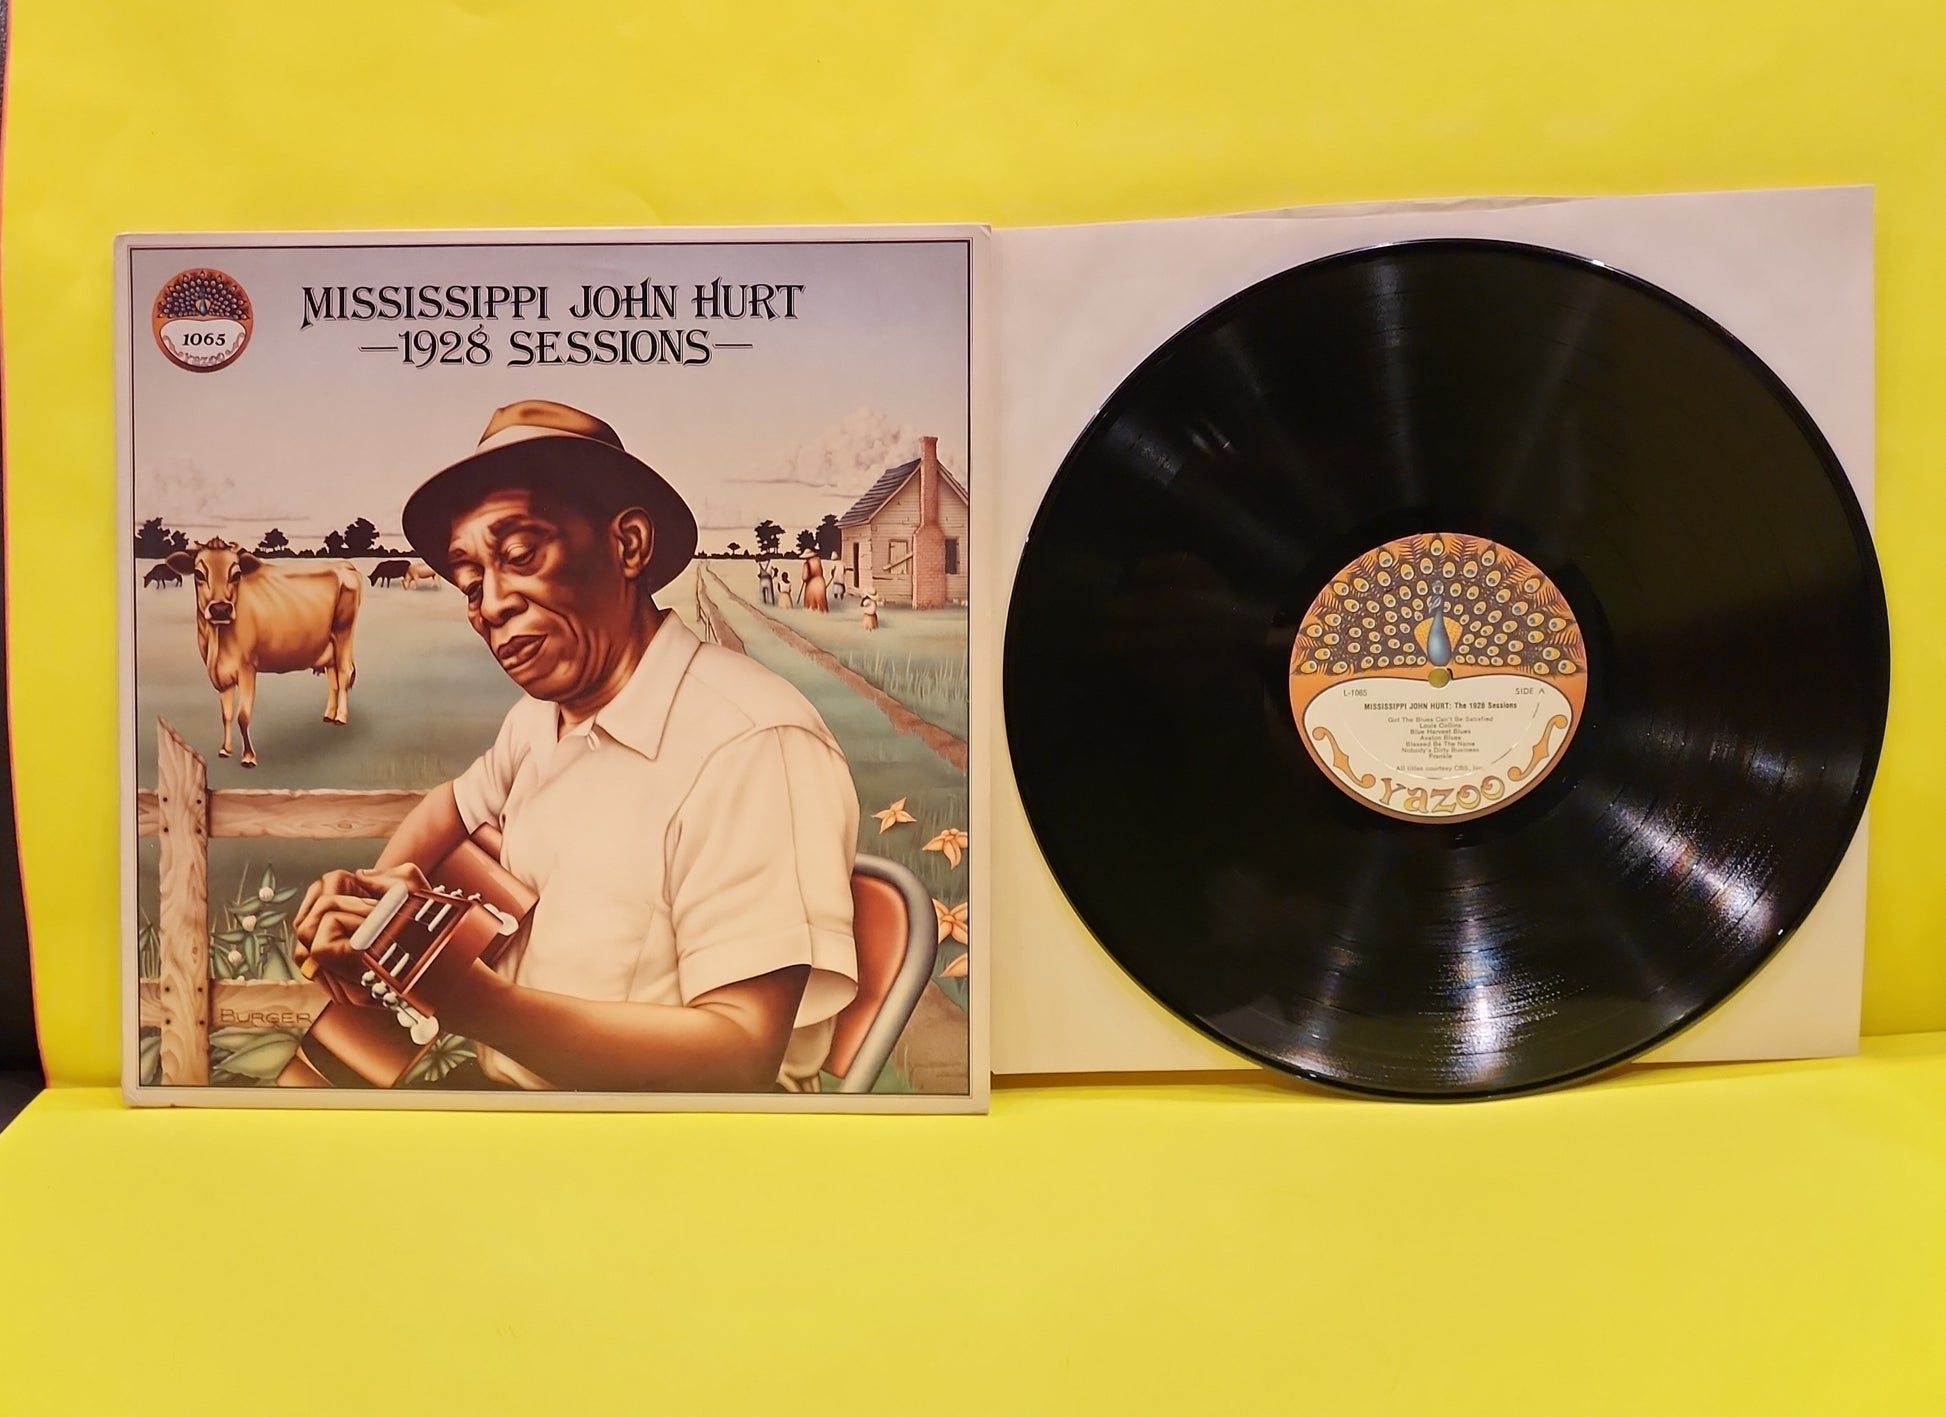 MISSISSIPPI JOHN HURT
—1928 SESSIONS—
1065
yazoo
BURGER
L-1065
SIDE A
MISSISSIPPI JOHN HURT: The 1928 Sessions
Got The Blues Can't Be Satisfied
Louis Collins
Blue Harvest Blues
Avalon Blues
Blessed Be The Name
Nobody's Dirty Business
Frankie
All titles courtesy CBS, Inc.
yazoo